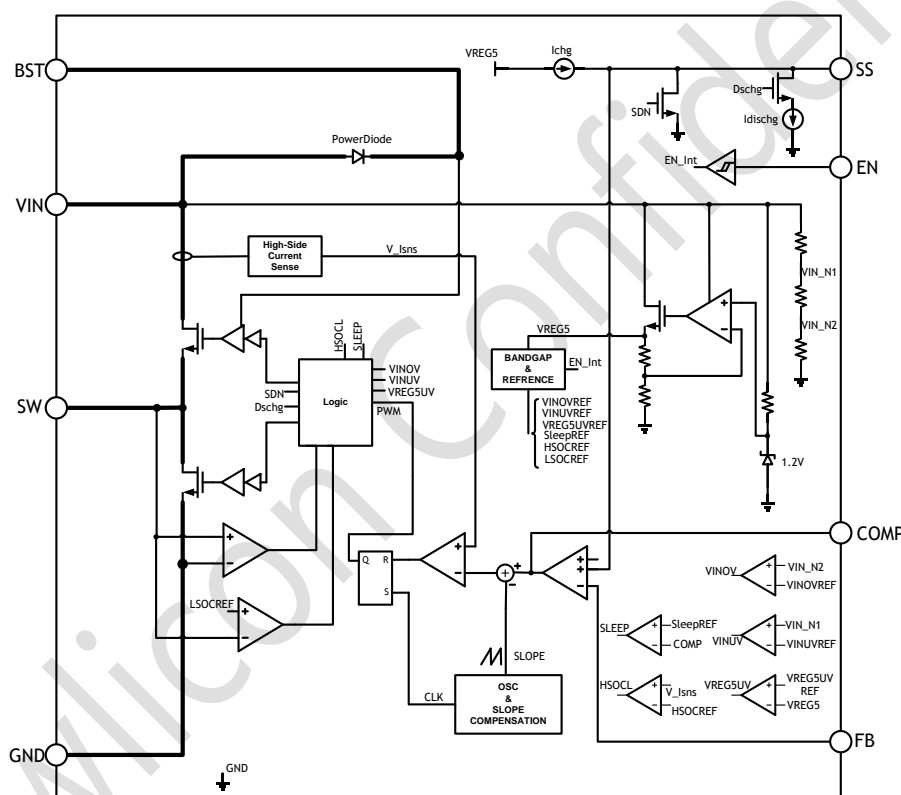 BST
VREG5
Ichg
SS
SDN
Dschg
Idischg
PowerDiode
EN_Int
EN
VIN
High-Side
Current
Sense
V_Isns
VIN_N1
VIN_N2
VREG5
BANDGAP
&
REFRENCE
EN_Int
VINOVREF
VINUVREF
VREG5UVREF
SleepREF
HSOCREF
LSOCREF
1.2V
HSOCL
SLEEP
Logic
VINOV
VINUV
VREG5UV
PWM
SDN
Dschg
SW
+
−
+
−
LSOCREF
+
−
Q
R
S
+
−
+
+
−
+
+
−
COMP
SLOPE
CLK
OSC
&
SLOPE
COMPENSATION
VINOV
+
−
VIN_N2
VINOVREF
SLEEP
+
−
SleepREF
COMP
VINUV
+
−
VIN_N1
VINUVREF
HSOCL
+
−
V_Isns
HSOCREF
VREG5UV
+
−
VREG5UV
REF
VREG5
FB
GND
GND
Wlicon Confider